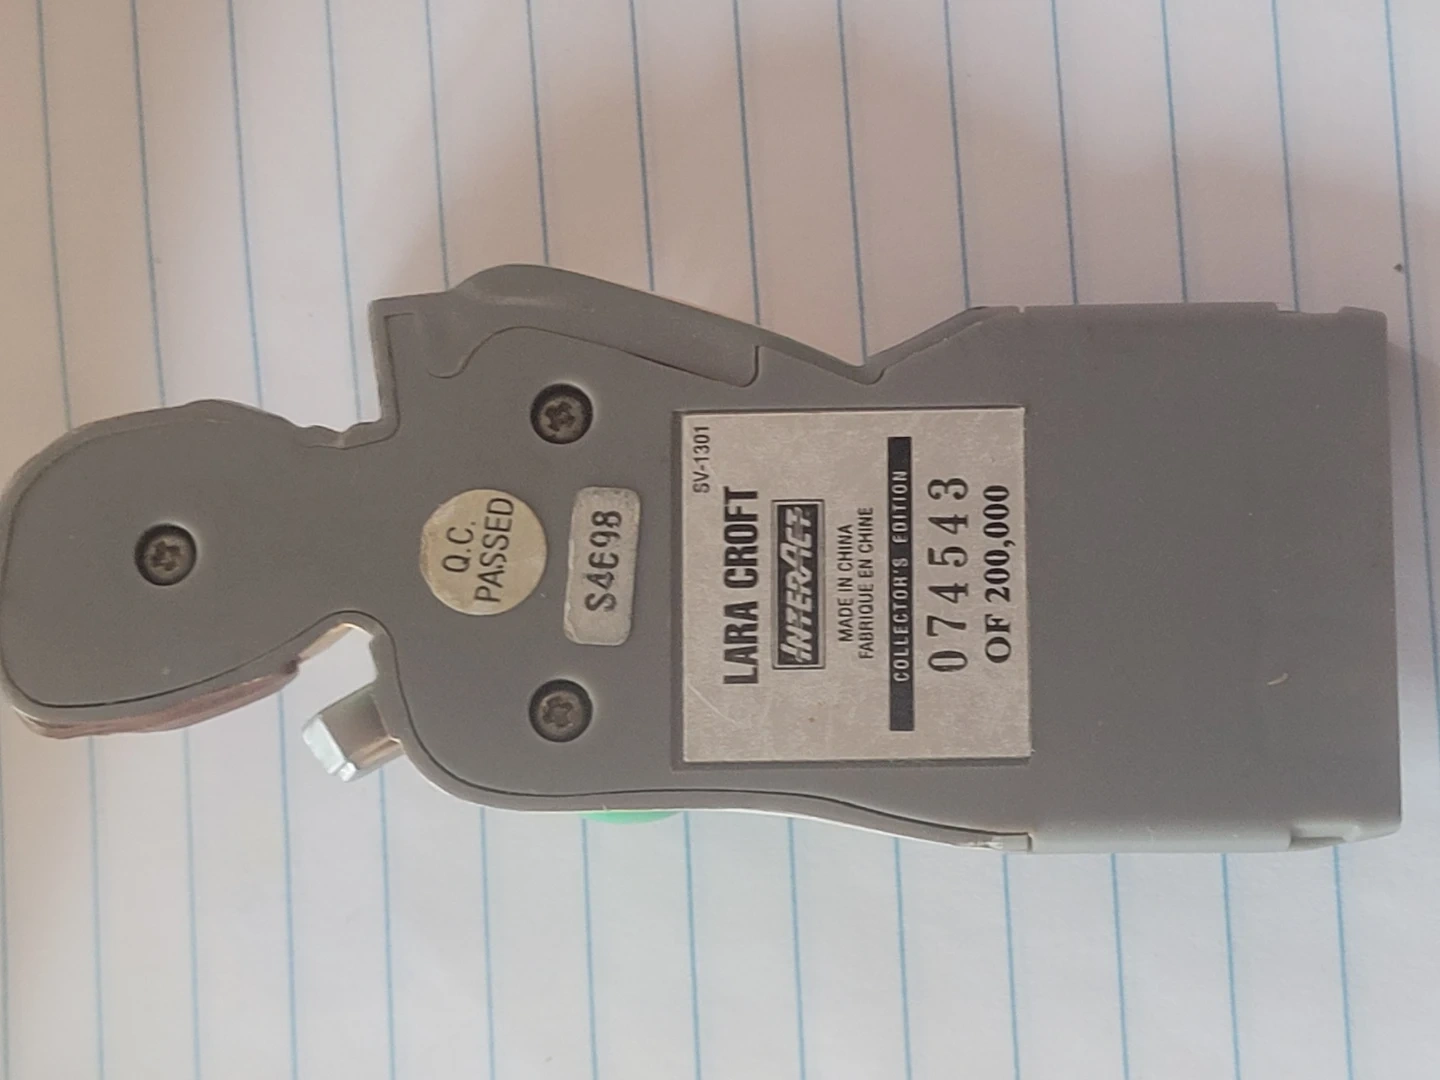 Q.C.
PASSED
S4698
SV-1301
LARA CROFT
INTERACT
MADE IN CHINA
FABRIQUE EN CHINE
COLLECTOR'S EDITION
074543
OF 200,000